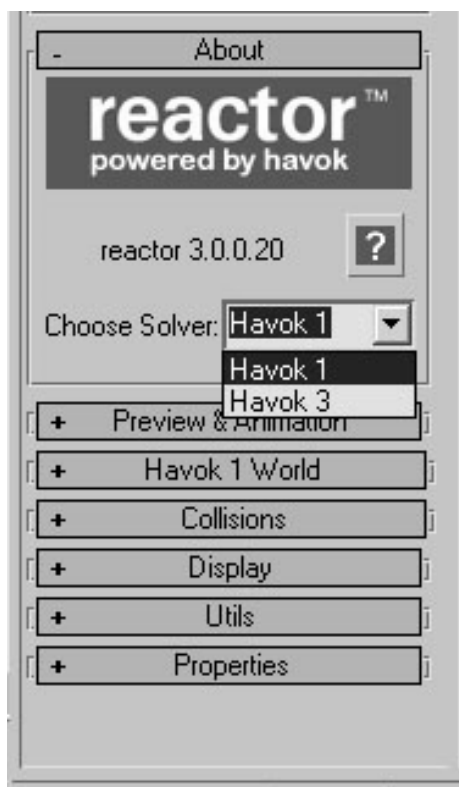 - About
reactor™
powered by havok
reactor 3.0.0.20 ?
Choose Solver: Havok 1
Havok 1
Havok 3
+ Preview & Animation
+ Havok 1 World
+ Collisions
+ Display
+ Utils
+ Properties